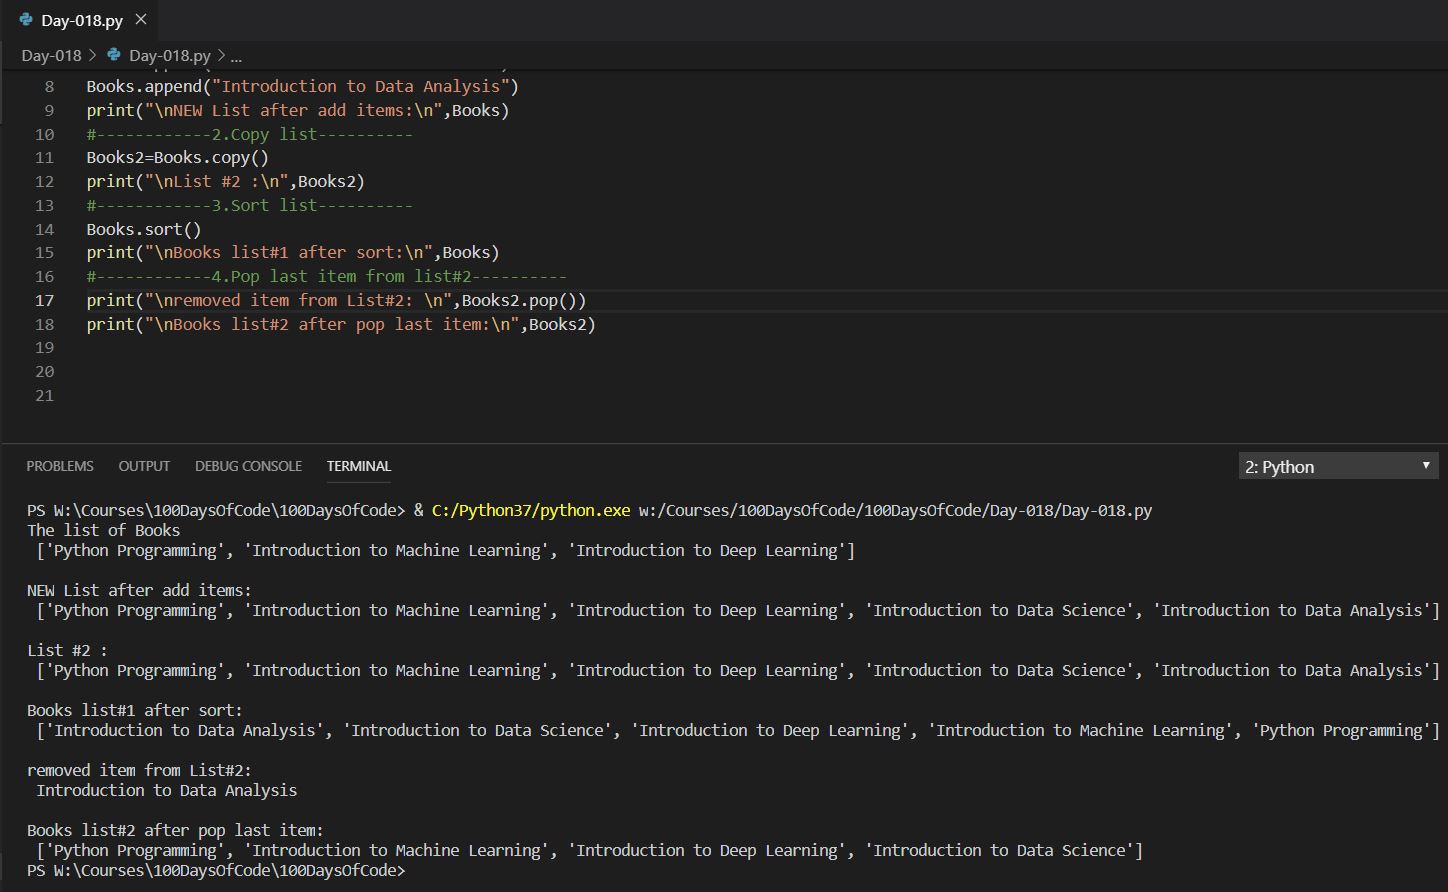 Day-018.py ×
Day-018 > Day-018.py > ...
8 Books.append("Introduction to Data Analysis")
9 print("\nNEW List after add items:\n",Books)
10 #------------2.Copy list----------
11 Books2=Books.copy()
12 print("\nList #2 :\n",Books2)
13 #------------3.Sort list----------
14 Books.sort()
15 print("\nBooks list#1 after sort:\n",Books)
16 #------------4.Pop last item from list#2----------
17 print("\nremoved item from List#2: \n",Books2.pop())
18 print("\nBooks list#2 after pop last item:\n",Books2)
19
20
21
PROBLEMS OUTPUT DEBUG CONSOLE TERMINAL 2: Python
PS W:\Courses\100DaysOfCode\100DaysOfCode> & C:/Python37/python.exe w:/Courses/100DaysOfCode/100DaysOfCode/Day-018/Day-018.py
The list of Books
['Python Programming', 'Introduction to Machine Learning', 'Introduction to Deep Learning']
NEW List after add items:
['Python Programming', 'Introduction to Machine Learning', 'Introduction to Deep Learning', 'Introduction to Data Science', 'Introduction to Data Analysis']
List #2 :
['Python Programming', 'Introduction to Machine Learning', 'Introduction to Deep Learning', 'Introduction to Data Science', 'Introduction to Data Analysis']
Books list#1 after sort:
['Introduction to Data Analysis', 'Introduction to Data Science', 'Introduction to Deep Learning', 'Introduction to Machine Learning', 'Python Programming']
removed item from List#2:
Introduction to Data Analysis
Books list#2 after pop last item:
['Python Programming', 'Introduction to Machine Learning', 'Introduction to Deep Learning', 'Introduction to Data Science']
PS W:\Courses\100DaysOfCode\100DaysOfCode>